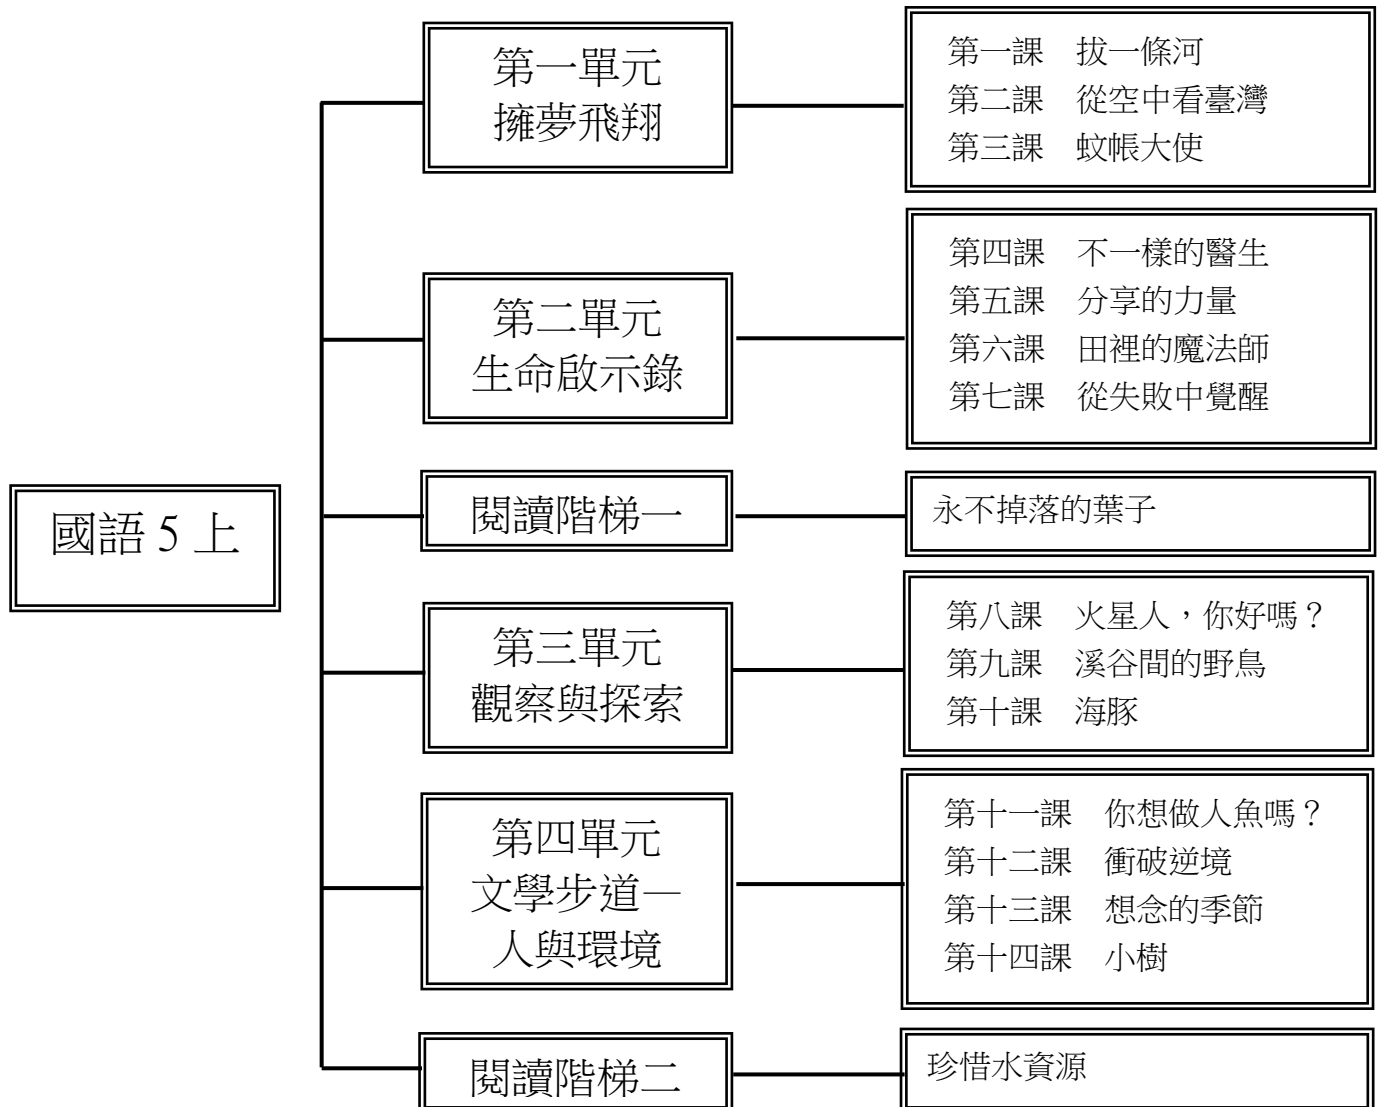 國語 5 上
第一單元
擁夢飛翔
第一課　拔一條河
第二課　從空中看臺灣
第三課　蚊帳大使
第二單元
生命啟示錄
第四課　不一樣的醫生
第五課　分享的力量
第六課　田裡的魔法師
第七課　從失敗中覺醒
閱讀階梯一
永不掉落的葉子
第三單元
觀察與探索
第八課　火星人，你好嗎？
第九課　溪谷間的野鳥
第十課　海豚
第四單元
文學步道—
人與環境
第十一課　你想做人魚嗎？
第十二課　衝破逆境
第十三課　想念的季節
第十四課　小樹
閱讀階梯二
珍惜水資源